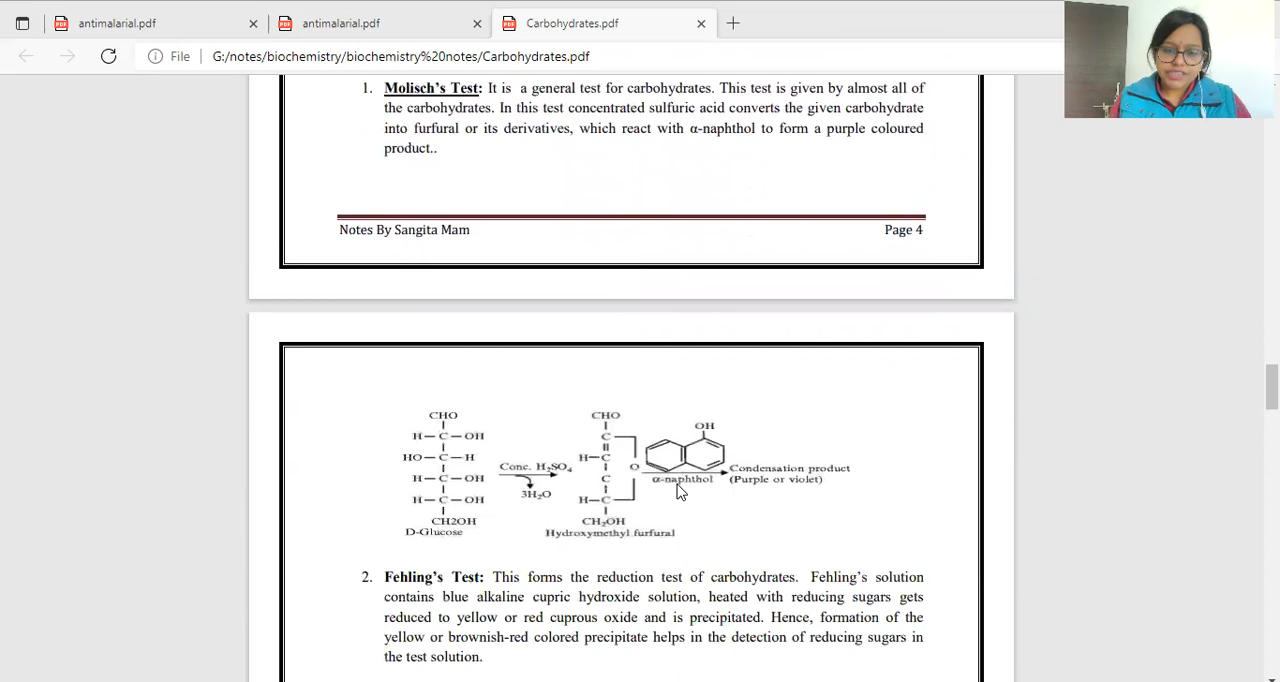 antimalarial.pdf
antimalarial.pdf
Carbohydrates.pdf
File G:/notes/biochemistry/biochemistry%20notes/Carbohydrates.pdf
1. Molisch's Test: It is a general test for carbohydrates. This test is given by almost all of
the carbohydrates. In this test concentrated sulfuric acid converts the given carbohydrate
into furfural or its derivatives, which react with α-naphthol to form a purple coloured
product..
Notes By Sangita Mam Page 4
CHO
H-C-OH
HO-C-H
H-C-OH
H-C-OH
CH2OH
D-Glucose
Conc. H₂SO₄
3H₂O
CHO
C
H-C
O
C
H-C
CH₂OH
Hydroxymethyl furfural
OH
α-naphthol
Condensation product
(Purple or violet)
2. Fehling's Test: This forms the reduction test of carbohydrates. Fehling's solution
contains blue alkaline cupric hydroxide solution, heated with reducing sugars gets
reduced to yellow or red cuprous oxide and is precipitated. Hence, formation of the
yellow or brownish-red colored precipitate helps in the detection of reducing sugars in
the test solution.